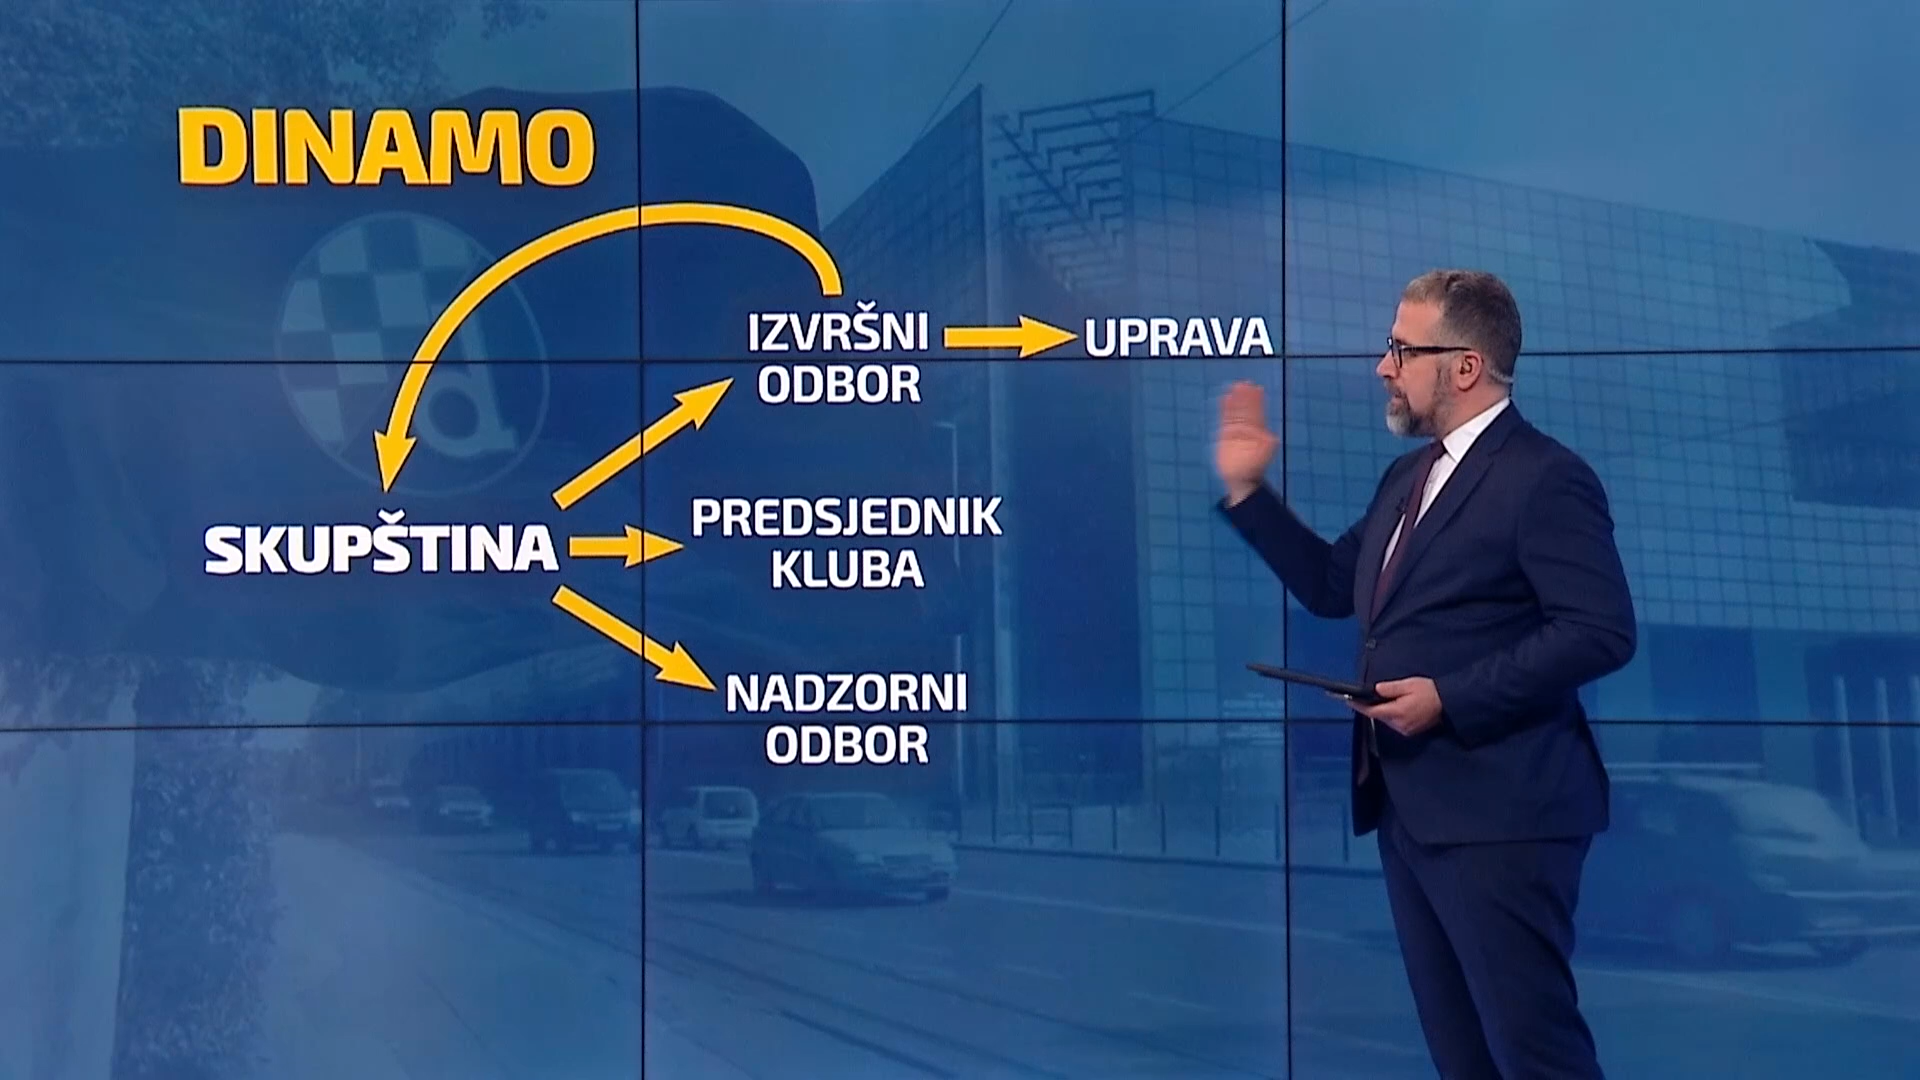 DINAMO
IZVRŠNI
ODBOR
UPRAVA
SKUPŠTINA
PREDSJEDNIK
KLUBA
NADZORNI
ODBOR